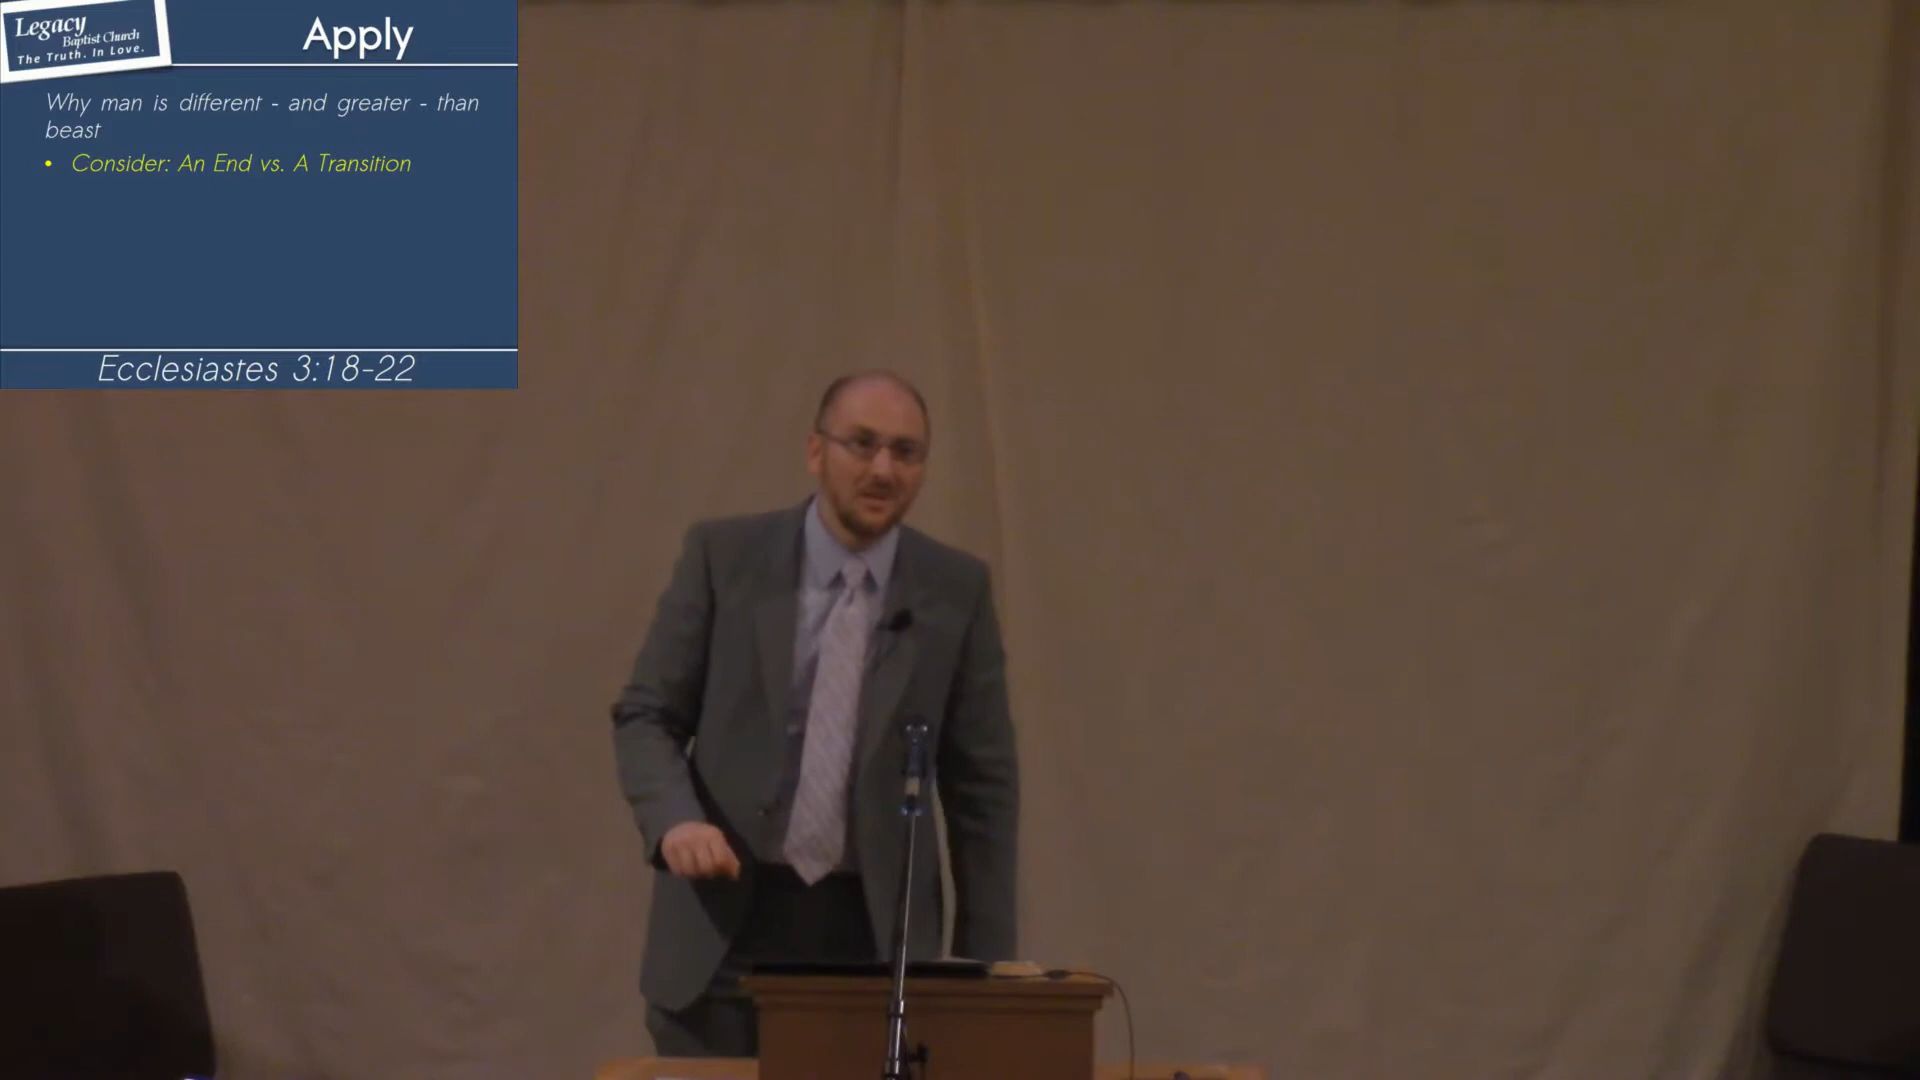 Legacy
Baptist Church
The Truth. In Love.
Apply
Why man is different - and greater - than
beast
• Consider: An End vs. A Transition
Ecclesiastes 3:18-22